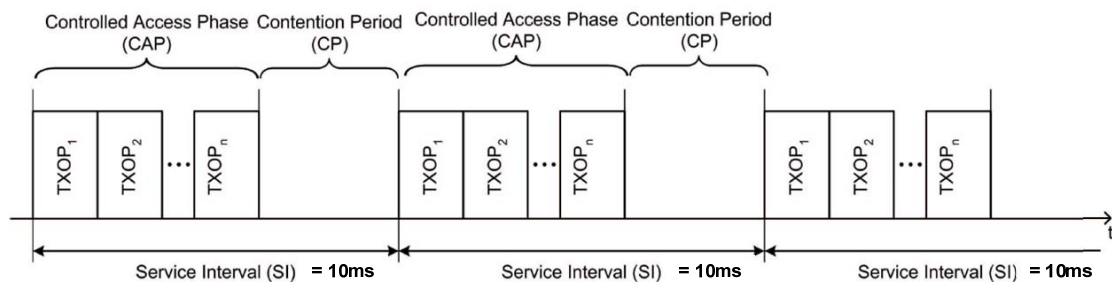 Controlled Access Phase
(CAP)
Contention Period
(CP)
Controlled Access Phase
(CAP)
Contention Period
(CP)
TXOP1
TXOP2
•••
TXOPn
TXOP1
TXOP2
•••
TXOPn
TXOP1
TXOP2
•••
TXOPn
t
Service Interval (SI) = 10ms
Service Interval (SI) = 10ms
Service Interval (SI) = 10ms